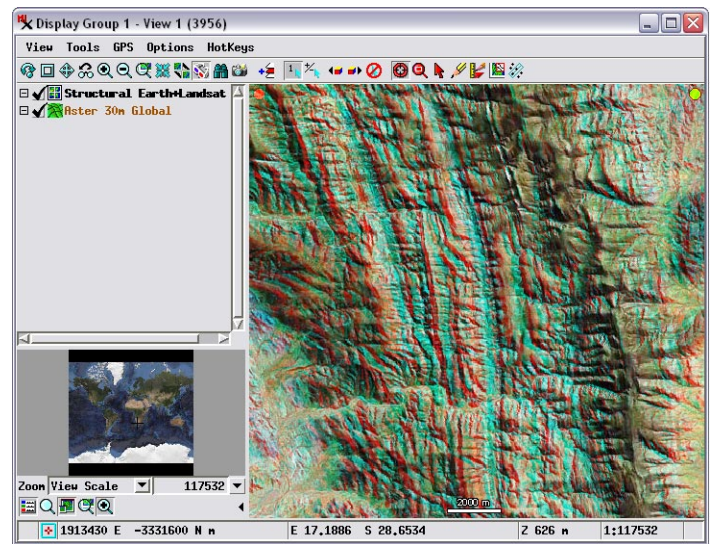 Display Group 1 - View 1 (3956)
View Tools GPS Options HotKeys
Structural Earth+Landsat
Aster 30m Global
2000 m
Zoom View Scale 117532
1913430 E -3331600 N m E 17.1886 S 28.6534 Z 626 m 1:117532